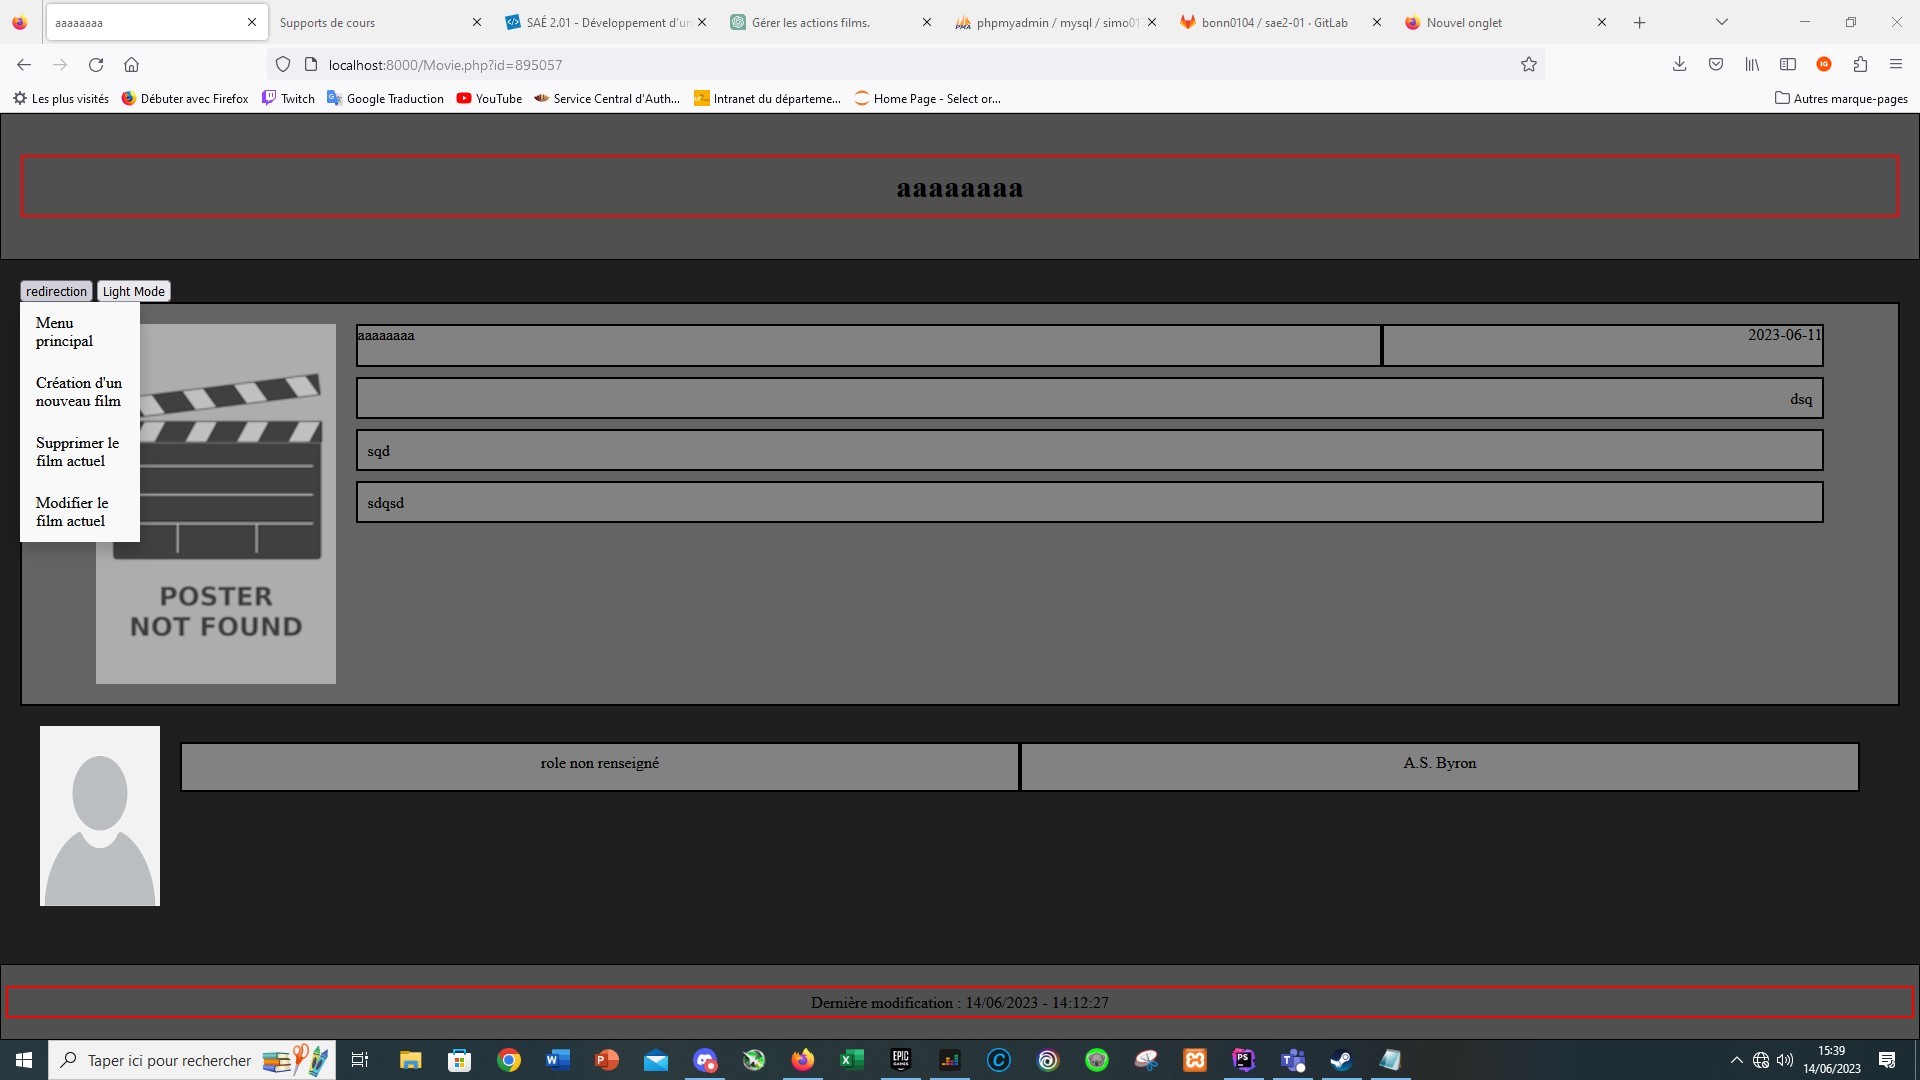 aaaaaaaa
Supports de cours
SAÉ 2.01 - Développement d'un
Gérer les actions films.
phpmyadmin / mysql / simo01
bonn0104 / sae2-01 · GitLab
Nouvel onglet
localhost:8000/Movie.php?id=895057
IG
Les plus visités
Débuter avec Firefox
Twitch
Google Traduction
YouTube
Service Central d'Auth...
Intranet du départeme...
Home Page - Select or...
Autres marque-pages
aaaaaaaa
redirection
Light Mode
Menu
principal
Création d'un
nouveau film
Supprimer le
film actuel
Modifier le
film actuel
POSTER
NOT FOUND
aaaaaaaa
2023-06-11
dsq
sqd
sdqsd
role non renseigné
A.S. Byron
Dernière modification : 14/06/2023 - 14:12:27
Taper ici pour rechercher
EPIC
GAMES
15:39
14/06/2023